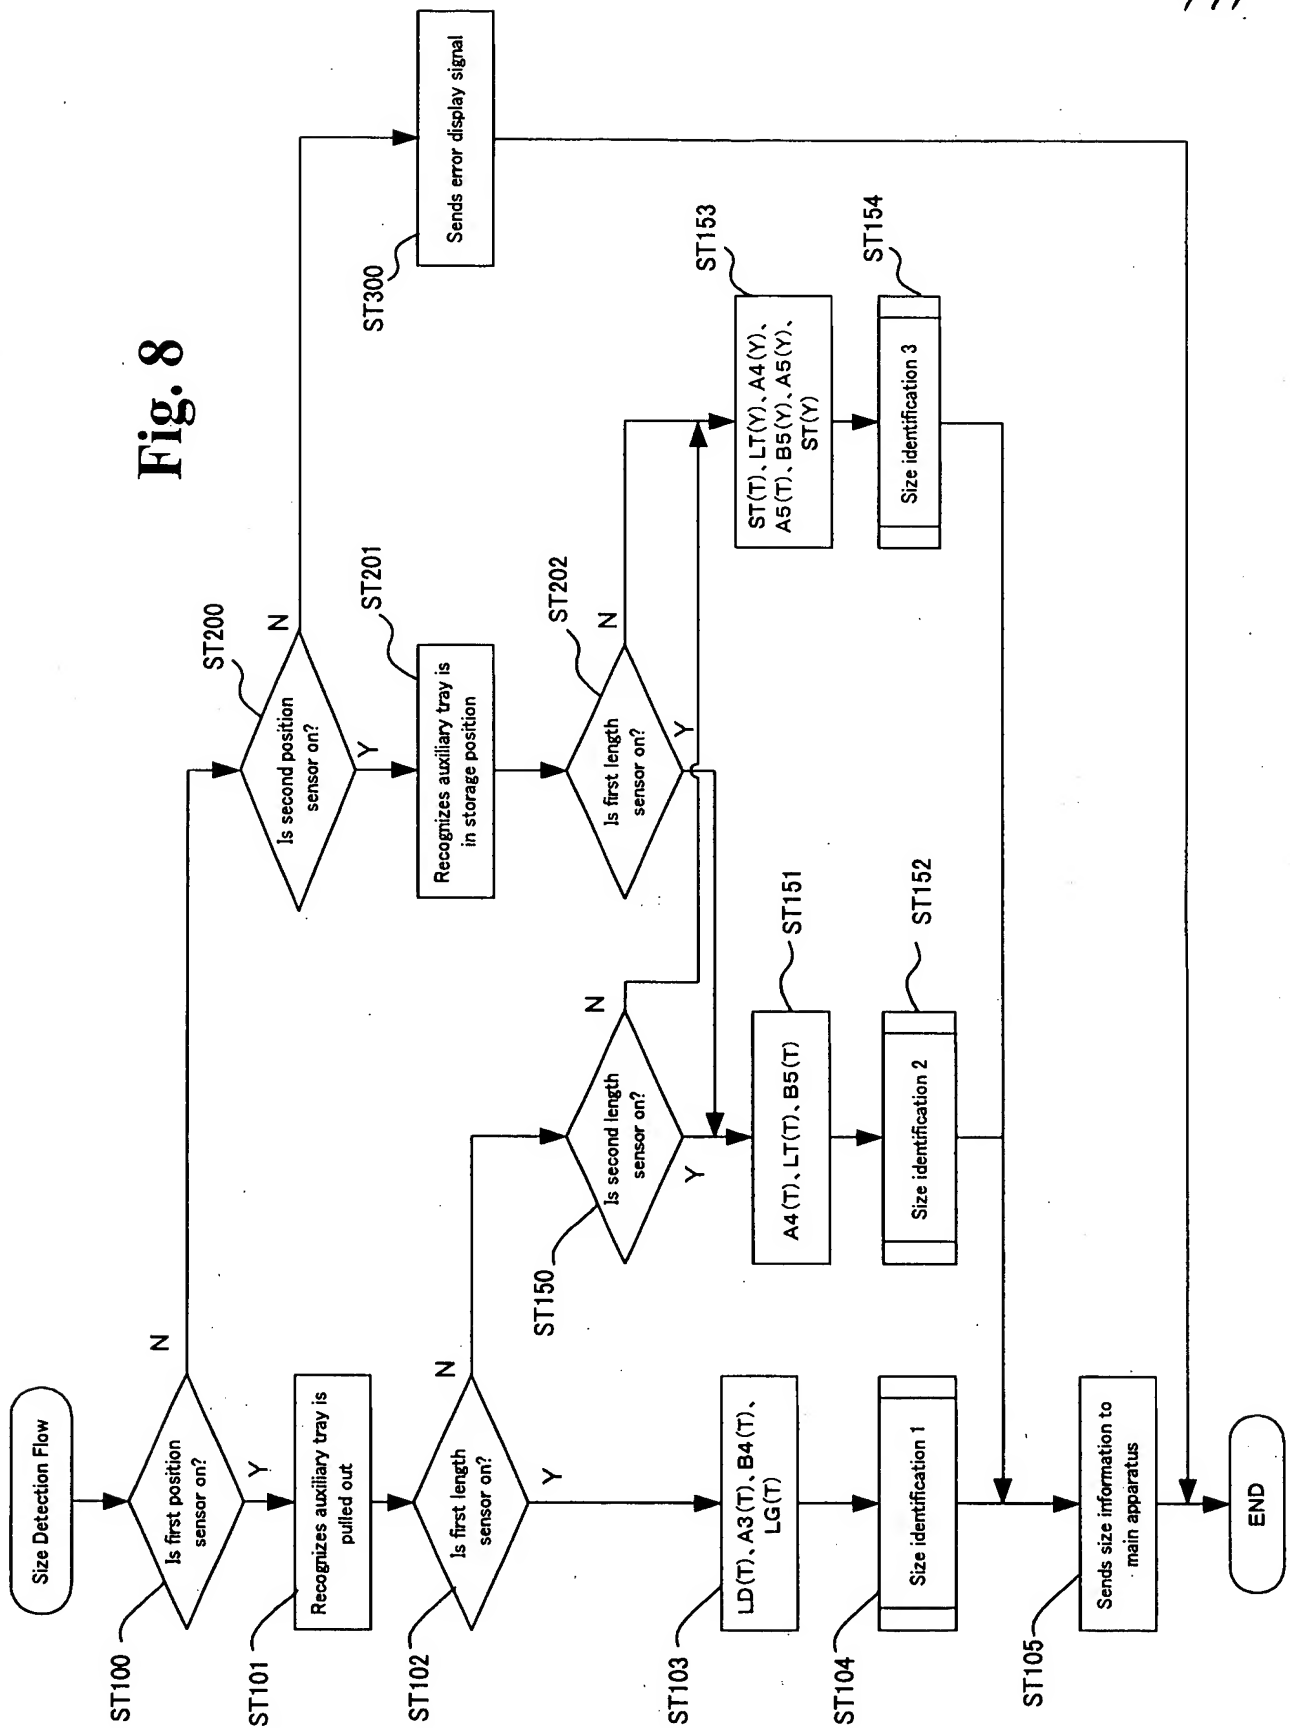 Fig. 8
Size Detection Flow
ST100
Is first position
sensor on?
N
Y
ST101
Recognizes auxiliary tray is
pulled out
ST102
Is first length
sensor on?
N
Y
ST103
LD(T)、A3(T)、B4(T)、
LG(T)
ST104
Size identification 1
ST105
Sends size information to
main apparatus
END
ST150
Is second length
sensor on?
N
Y
ST151
A4(T)、LT(T)、B5(T)
ST152
Size identification 2
ST200
Is second position
sensor on?
N
Y
ST201
Recognizes auxiliary tray is
in storage position
ST202
Is first length
sensor on?
N
Y
ST153
ST(T)、LT(Y)、A4(Y)、
A5(T)、B5(Y)、A5(Y)、
ST(Y)
ST154
Size identification 3
ST300
Sends error display signal